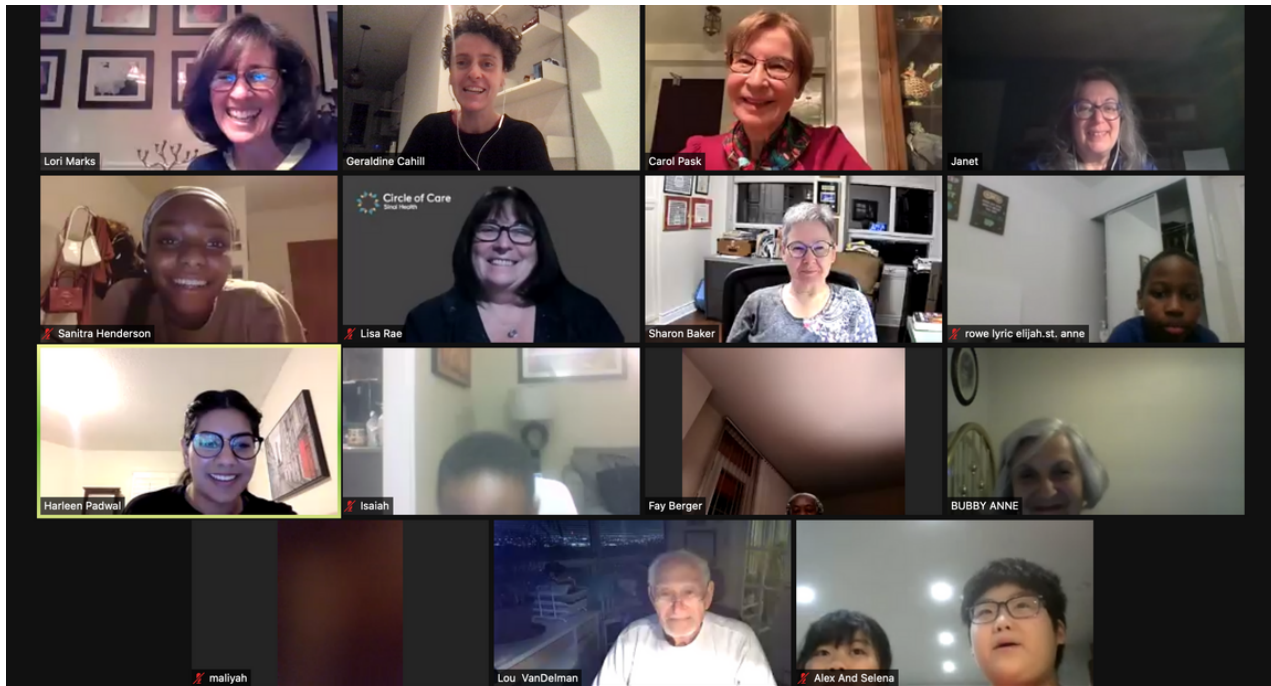 Lori Marks
Geraldine Cahill
Carol Pask
Janet
Sanitra Henderson
Circle of Care
Sinai Health
Lisa Rae
Sharon Baker
rowe lyric elijah.st. anne
Harleen Padwal
Isaiah
Fay Berger
BUBBY ANNE
maliyah
Lou VanDelman
Alex And Selena